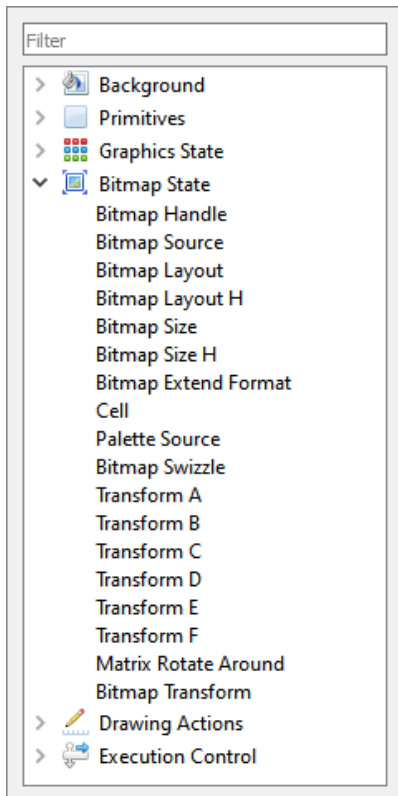 Filter
Background
Primitives
Graphics State
Bitmap State
Bitmap Handle
Bitmap Source
Bitmap Layout
Bitmap Layout H
Bitmap Size
Bitmap Size H
Bitmap Extend Format
Cell
Palette Source
Bitmap Swizzle
Transform A
Transform B
Transform C
Transform D
Transform E
Transform F
Matrix Rotate Around
Bitmap Transform
Drawing Actions
Execution Control